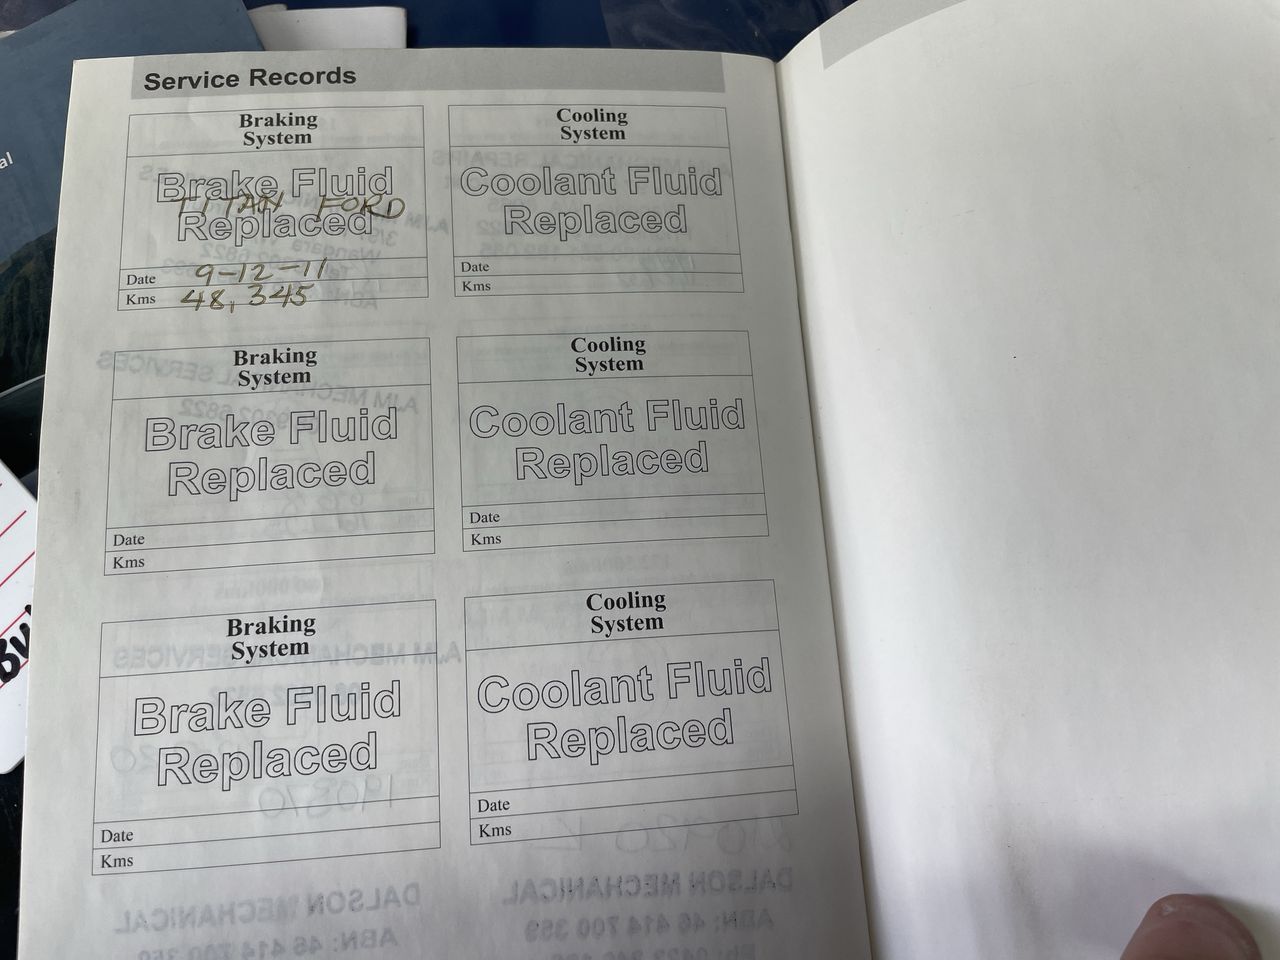 al
Service Records
Braking
System
Brake Fluid
Replaced
TITAN FORD
Date 9-12-11
Kms 48,345
Cooling
System
Coolant Fluid
Replaced
Date
Kms
Braking
System
Brake Fluid
Replaced
Date
Kms
Cooling
System
Coolant Fluid
Replaced
Date
Kms
Braking
System
Brake Fluid
Replaced
Date
Kms
Cooling
System
Coolant Fluid
Replaced
Date
Kms